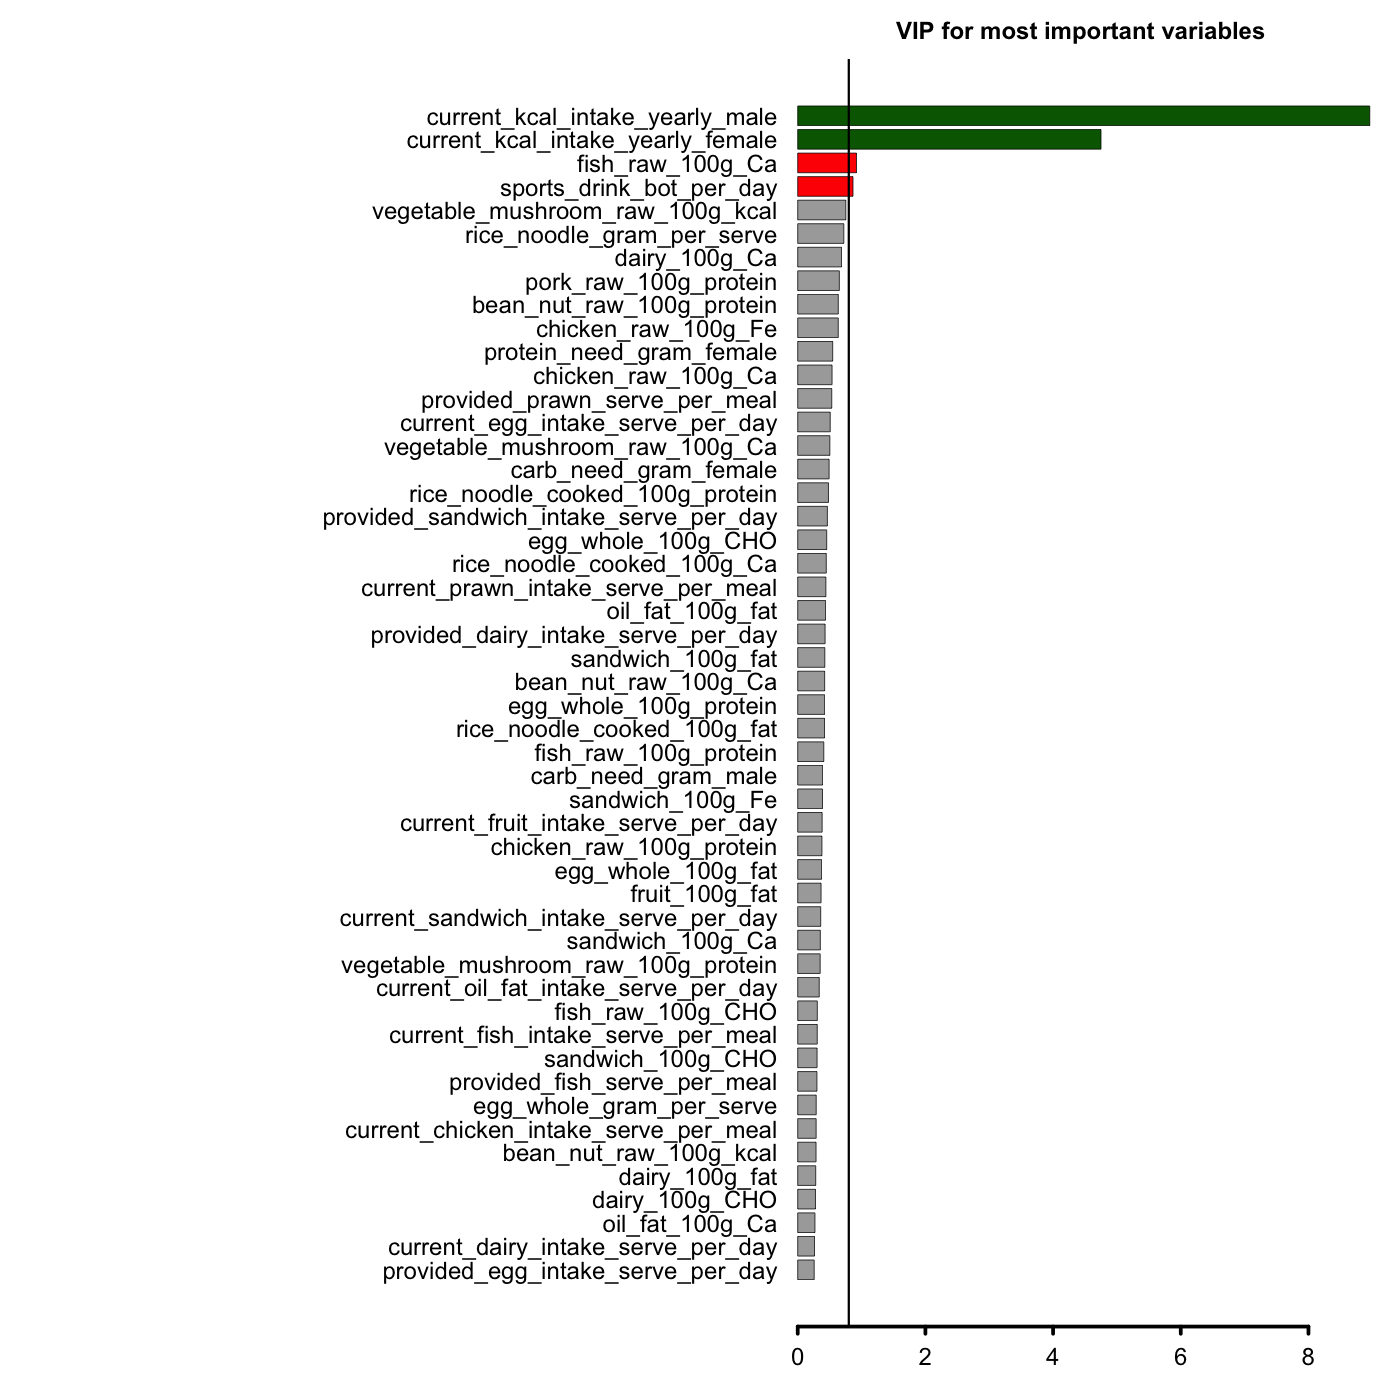 VIP for most important variables
current_kcal_intake_yearly_male
current_kcal_intake_yearly_female
fish_raw_100g_Ca
sports_drink_bot_per_day
vegetable_mushroom_raw_100g_kcal
rice_noodle_gram_per_serve
dairy_100g_Ca
pork_raw_100g_protein
bean_nut_raw_100g_protein
chicken_raw_100g_Fe
protein_need_gram_female
chicken_raw_100g_Ca
provided_prawn_serve_per_meal
current_egg_intake_serve_per_day
vegetable_mushroom_raw_100g_Ca
carb_need_gram_female
rice_noodle_cooked_100g_protein
provided_sandwich_intake_serve_per_day
egg_whole_100g_CHO
rice_noodle_cooked_100g_Ca
current_prawn_intake_serve_per_meal
oil_fat_100g_fat
provided_dairy_intake_serve_per_day
sandwich_100g_fat
bean_nut_raw_100g_Ca
egg_whole_100g_protein
rice_noodle_cooked_100g_fat
fish_raw_100g_protein
carb_need_gram_male
sandwich_100g_Fe
current_fruit_intake_serve_per_day
chicken_raw_100g_protein
egg_whole_100g_fat
fruit_100g_fat
current_sandwich_intake_serve_per_day
sandwich_100g_Ca
vegetable_mushroom_raw_100g_protein
current_oil_fat_intake_serve_per_day
fish_raw_100g_CHO
current_fish_intake_serve_per_meal
sandwich_100g_CHO
provided_fish_serve_per_meal
egg_whole_gram_per_serve
current_chicken_intake_serve_per_meal
bean_nut_raw_100g_kcal
dairy_100g_fat
dairy_100g_CHO
oil_fat_100g_Ca
current_dairy_intake_serve_per_day
provided_egg_intake_serve_per_day
0 2 4 6 8